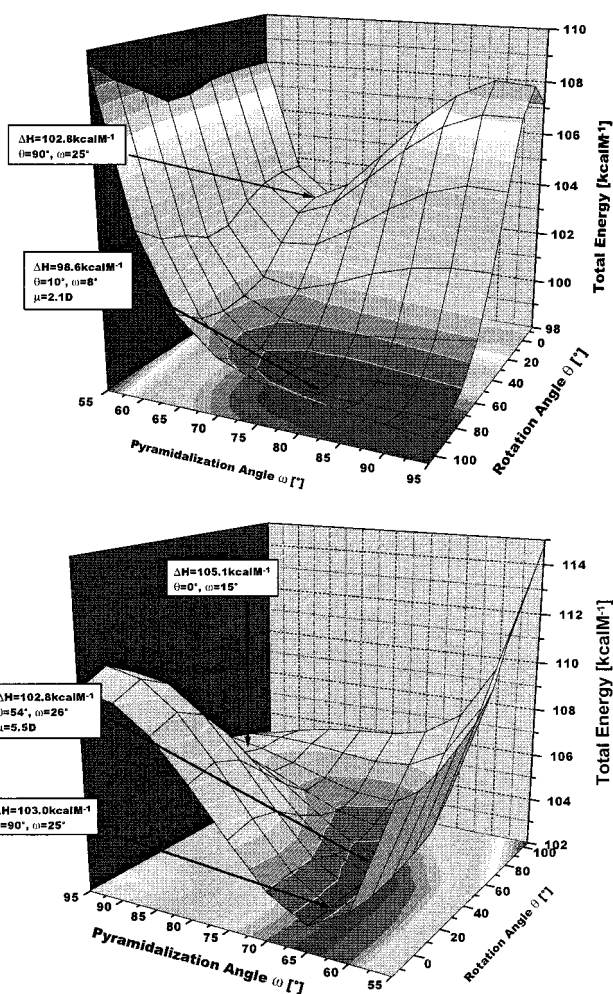 ΔH=102.8kcalM⁻¹
θ=90°, ω=25°
ΔH=98.6kcalM⁻¹
θ=10°, ω=8°
μ=2.1D
110
108
106
104
102
100
98
Total Energy [kcalM⁻¹]
0
20
40
60
80
100
Rotation Angle θ [°]
55
60
65
70
75
80
85
90
95
Pyramidalization Angle ω [°]
ΔH=105.1kcalM⁻¹
θ=0°, ω=15°
ΔH=102.8kcalM⁻¹
θ=54°, ω=26°
μ=5.5D
ΔH=103.0kcalM⁻¹
=90°, ω=25°
114
112
110
108
106
104
102
Total Energy [kcalM⁻¹]
100
80
60
40
20
0
Rotation Angle θ [°]
95
90
85
80
75
70
65
60
55
Pyramidalization Angle ω [°]